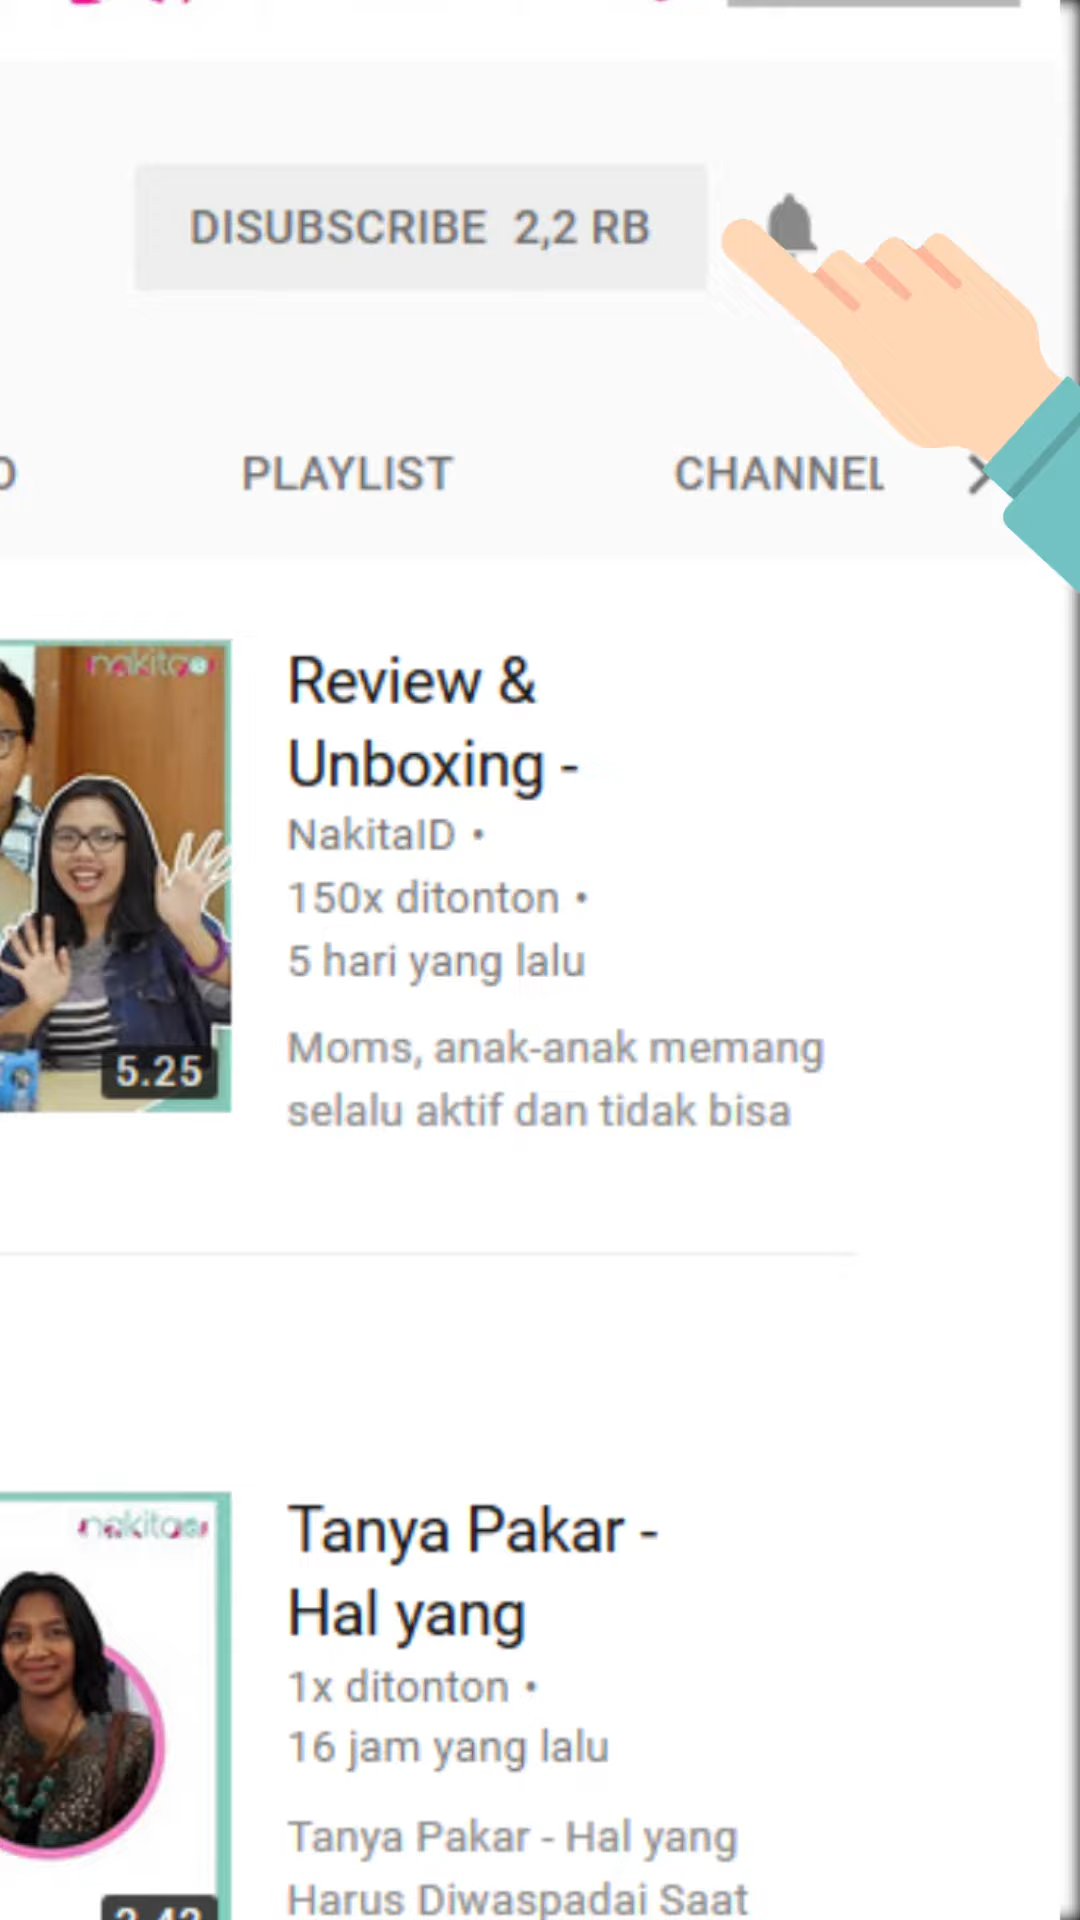 DISUBSCRIBE 2,2 RB
PLAYLIST
CHANNEL
nakita
Review &
Unboxing -
NakitaID •
150x ditonton •
5 hari yang lalu
Moms, anak-anak memang
selalu aktif dan tidak bisa
5.25
nakita
Tanya Pakar -
Hal yang
1x ditonton •
16 jam yang lalu
Tanya Pakar - Hal yang
Harus Diwaspadai Saat